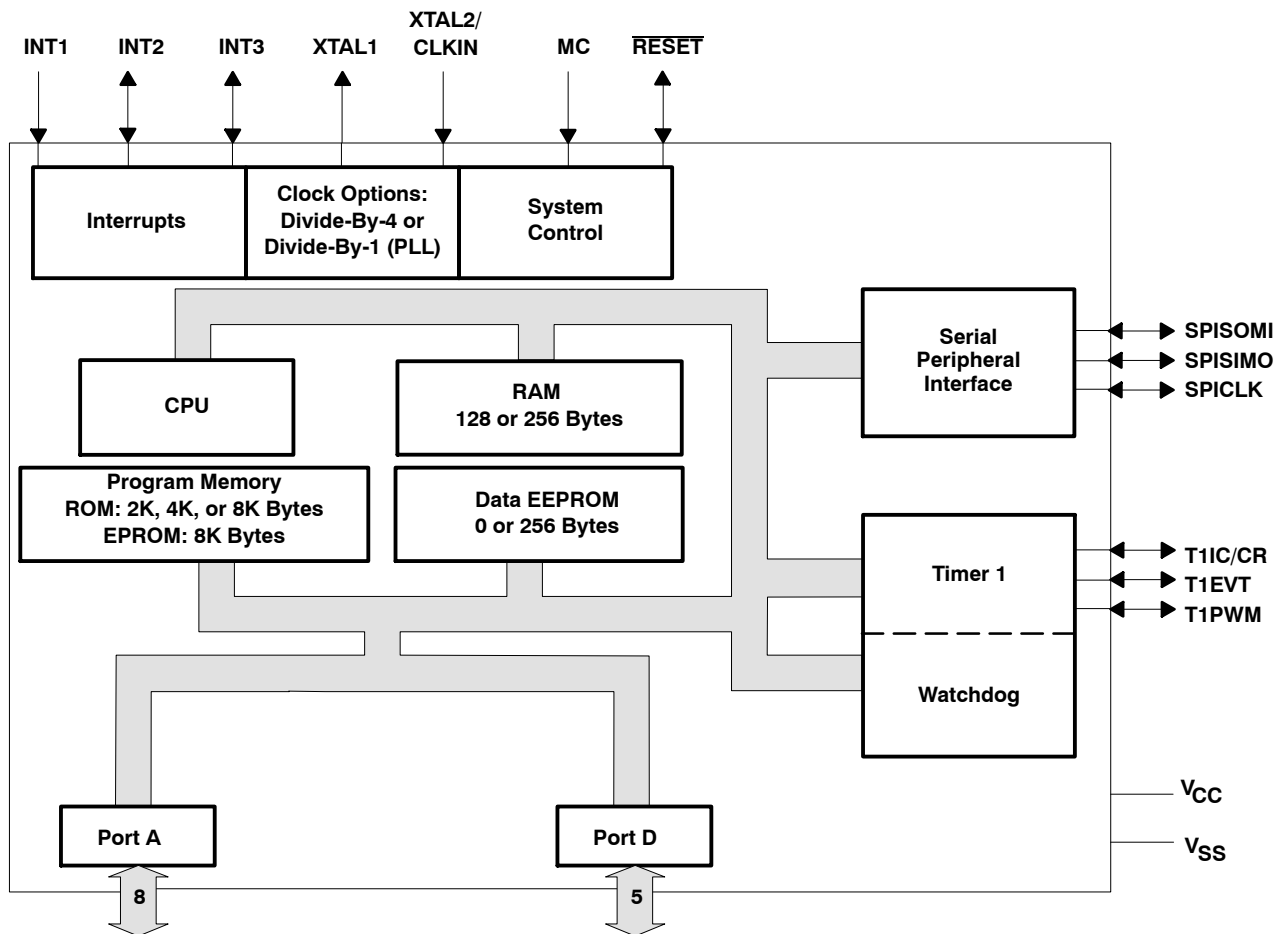 INT1
INT2
INT3
XTAL1
XTAL2/
CLKIN
MC
RESET
Interrupts
Clock Options:
Divide-By-4 or
Divide-By-1 (PLL)
System
Control
Serial
Peripheral
Interface
SPISOMI
SPISIMO
SPICLK
CPU
RAM
128 or 256 Bytes
Program Memory
ROM: 2K, 4K, or 8K Bytes
EPROM: 8K Bytes
Data EEPROM
0 or 256 Bytes
Timer 1
T1IC/CR
T1EVT
T1PWM
Watchdog
VCC
VSS
Port A
Port D
8
5